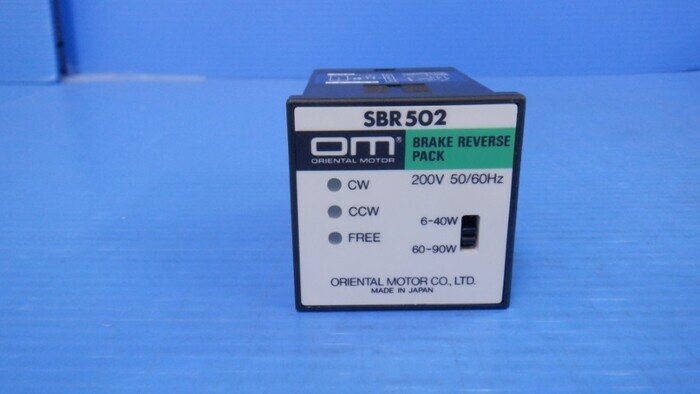 SBR502
OM®
ORIENTAL MOTOR
BRAKE REVERSE
PACK
200V 50/60Hz
CW
CCW
FREE
6-40W
60-90W
ORIENTAL MOTOR CO., LTD.
MADE IN JAPAN